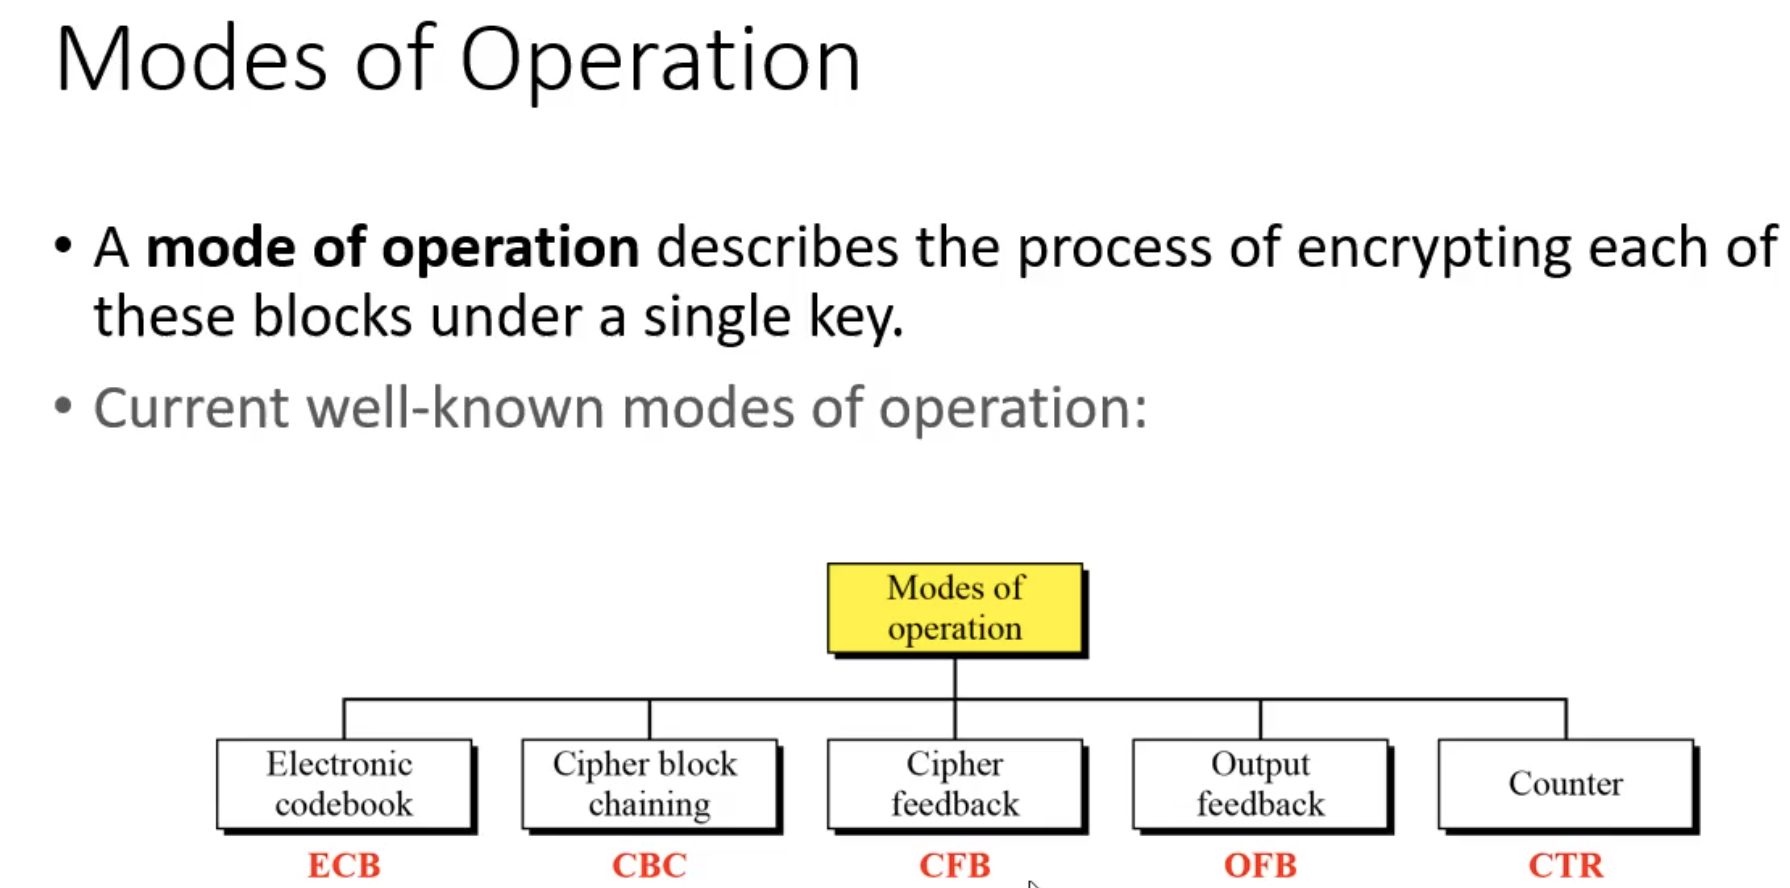 Modes of Operation
• A mode of operation describes the process of encrypting each of
these blocks under a single key.
• Current well-known modes of operation:
Modes of
operation
Electronic
codebook
ECB
Cipher block
chaining
CBC
Cipher
feedback
CFB
Output
feedback
OFB
Counter
CTR